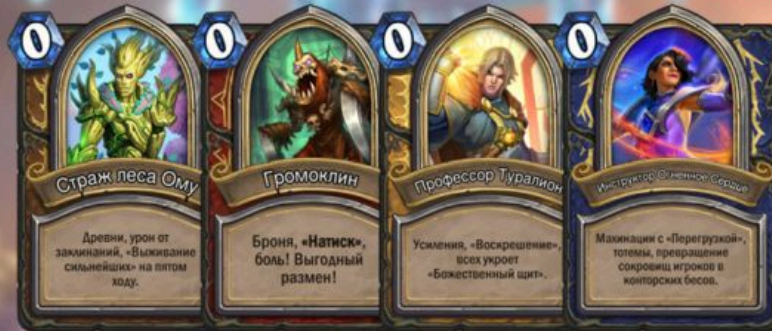 0
Страж леса Ому
Древни, урон от
заклинаний, «Выживание
сильнейших» на пятом
ходу.
0
Громоклин
Броня, «Натиск»,
боль! Выгодный
размен!
0
Профессор Туралион
Усиления, «Воскрешение»,
всех укроет
«Божественный щит».
0
Инструктор Огненное Сердце
Махинации с «Перегрузкой»,
тотемы, превращение
сокровищ игроков в
конторских бесов.